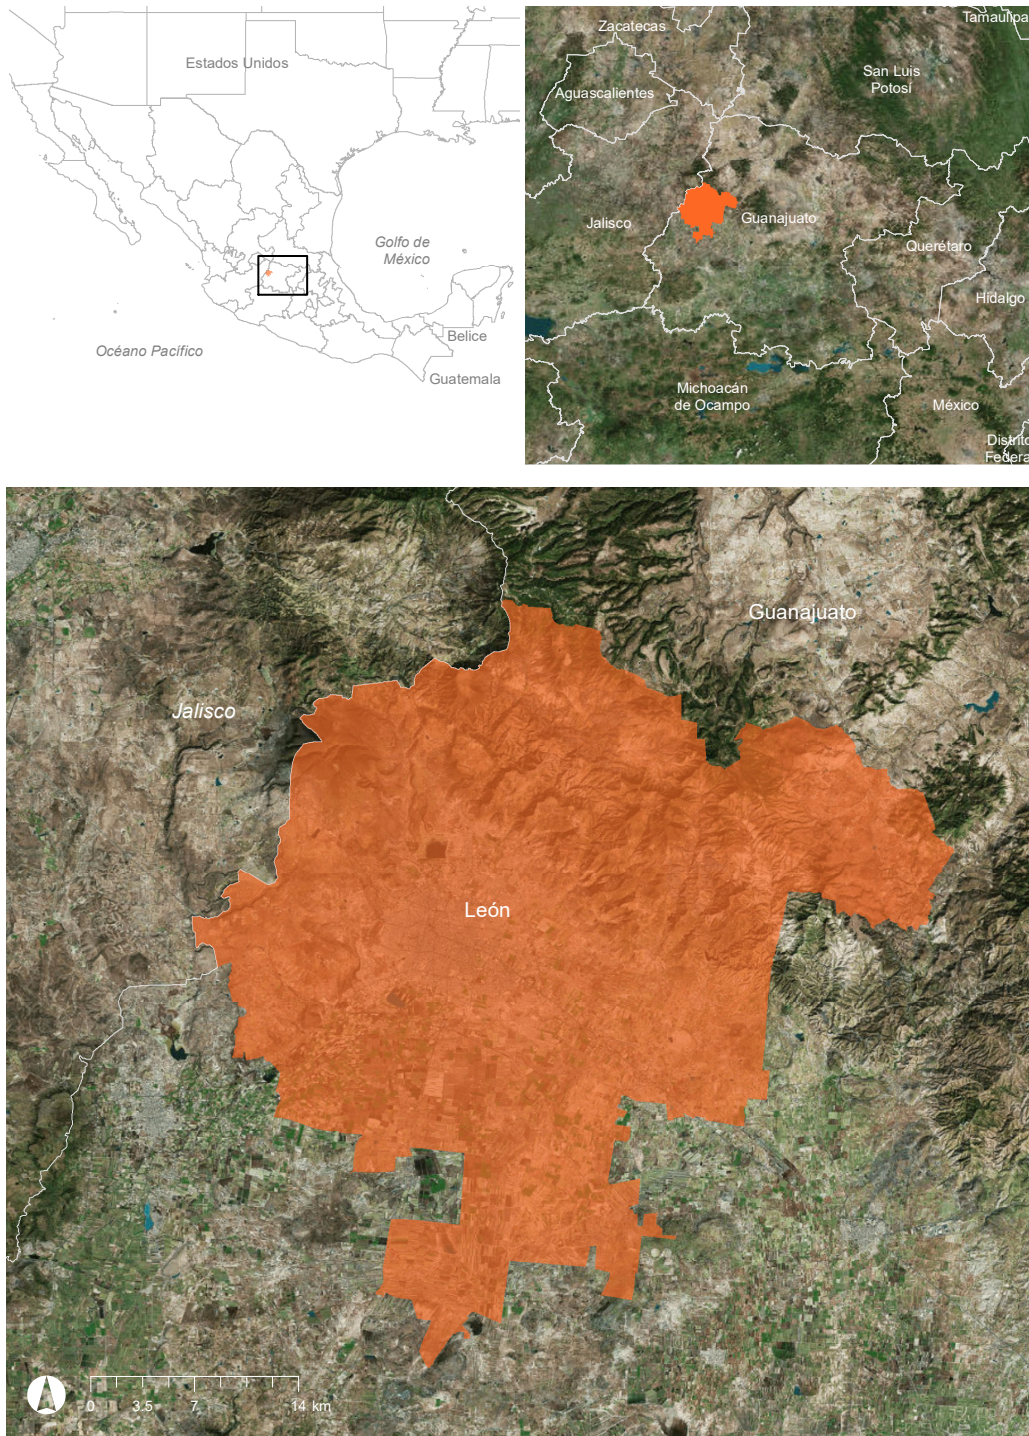 Estados Unidos
Golfo de
México
Océano Pacífico
Belice
Guatemala
Zacatecas
Tamaulipa
San Luis
Potosí
Aguascalientes
Jalisco
Guanajuato
Querétaro
Hidalgo
Michoacán
de Ocampo
México
Distrito
Federa
Guanajuato
Jalisco
León
0 3.5 7 14 km